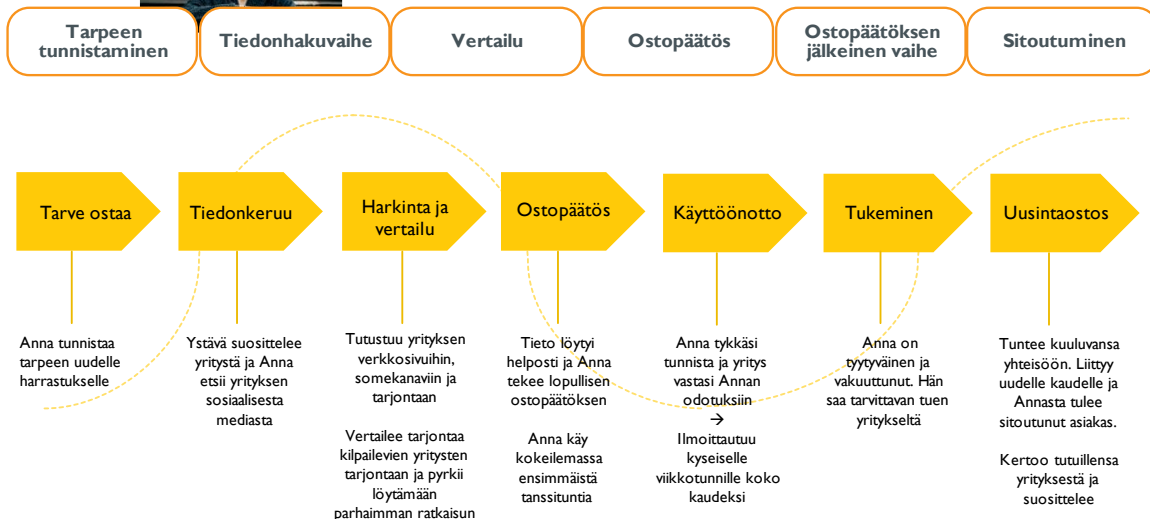 Tarpeen
tunnistaminen
Tiedonhakuvaihe
Vertailu
Ostopäätös
Ostopäätöksen
jälkeinen vaihe
Sitoutuminen
Tarve ostaa
Tiedonkeruu
Harkinta ja
vertailu
Ostopäätös
Käyttöönotto
Tukeminen
Uusintaostos
Anna tunnistaa
tarpeen uudelle
harrastukselle
Ystävä suosittelee
yritystä ja Anna
etsii yrityksen
sosiaalisesta
mediasta
Tutustuu yrityksen
verkkosivuihin,
somekanaviin ja
tarjontaan
Vertailee tarjontaa
kilpailevien yritysten
tarjontaan ja pyrkii
löytämään
parhaimman ratkaisun
Tieto löytyi
helposti ja Anna
tekee lopullisen
ostopäätöksen
Anna käy
kokeilemassa
ensimmäistä
tanssituntia
Anna tykkäsi
tunnista ja yritys
vastasi Annan
odotuksiin
→
Ilmoittautuu
kyseiselle
viikkotunnille koko
kaudeksi
Anna on
tyytyväinen ja
vakuuttunut. Hän
saa tarvittavan tuen
yritykseltä
Tuntee kuuluvansa
yhteisöön. Liittyy
uudelle kaudelle ja
Annasta tulee
sitoutunut asiakas.
Kertoo tutuillensa
yrityksestä ja
suosittelee